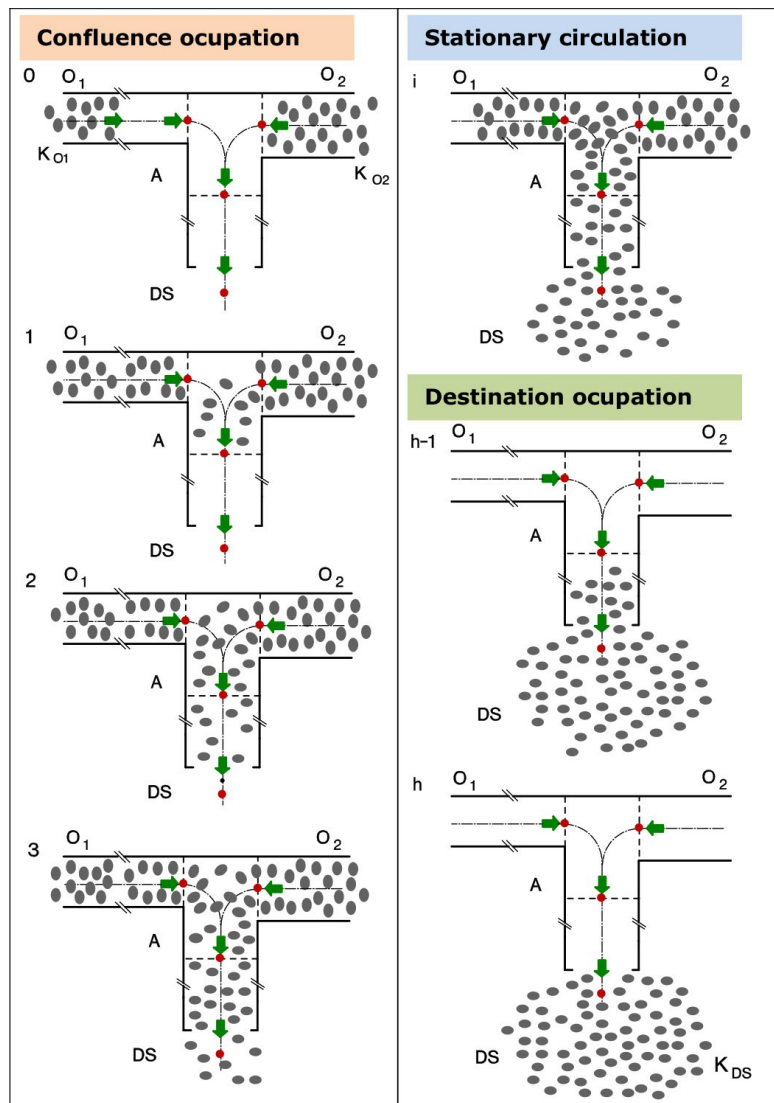 Confluence ocupation
0
O1
O2
KO1
A
KO2
DS
1
O1
O2
A
DS
2
O1
O2
A
DS
3
O1
O2
A
DS
Stationary circulation
i
O1
O2
A
DS
Destination ocupation
h-1
O1
O2
A
DS
h
O1
O2
A
DS
KDS